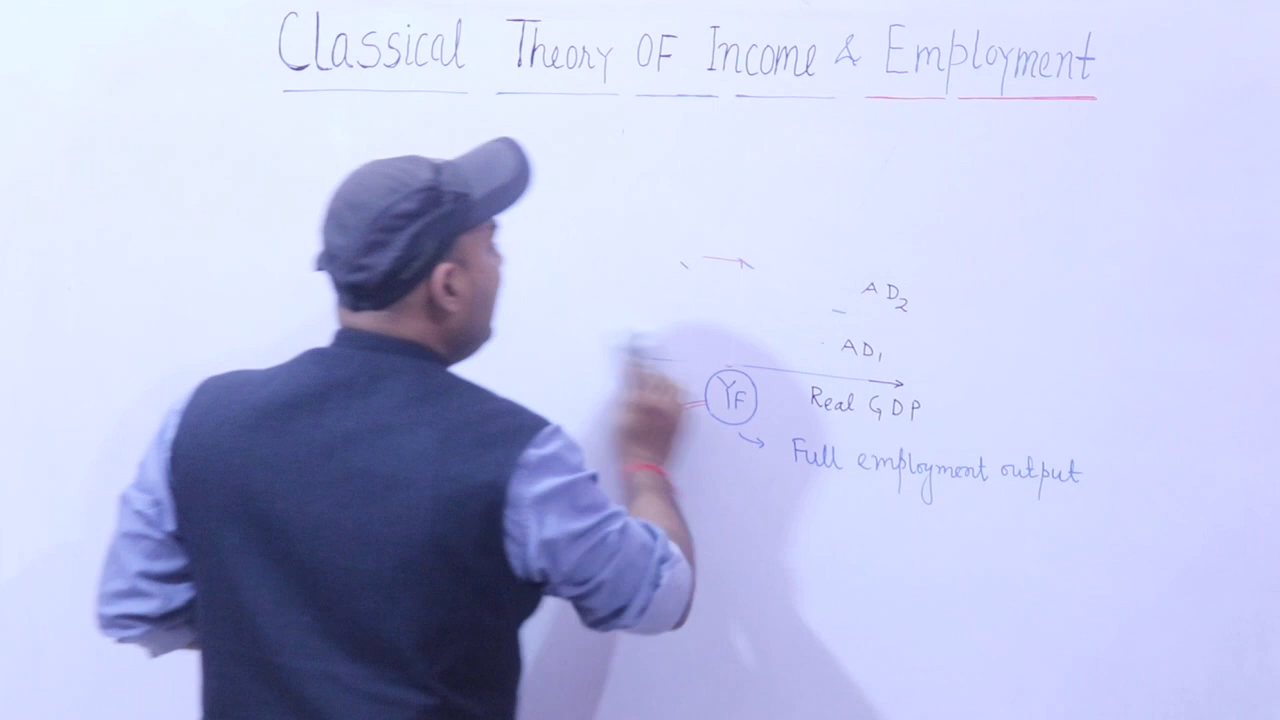 Classical Theory OF Income & Employment
AD2
AD1
YF
Real GDP
Full employment output